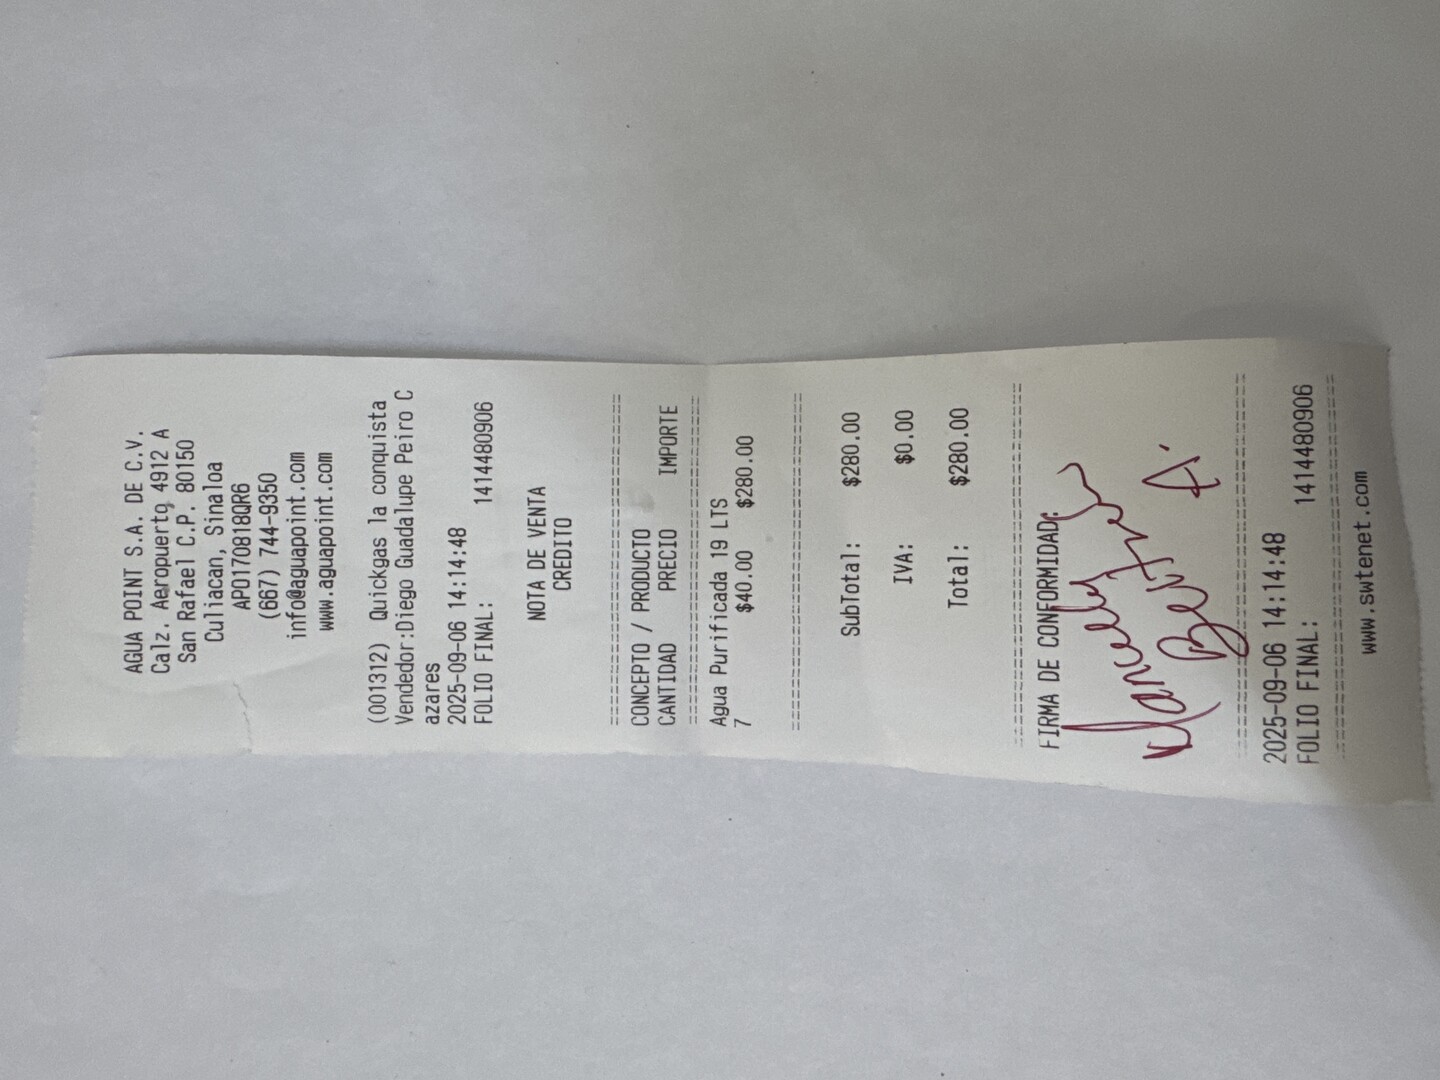 AGUA POINT S.A. DE C.V.
Calz. Aeropuerto 4912 A
San Rafael C.P. 80150
Culiacan, Sinaloa
APO170818QR6
(667) 744-9350
info@aguapoint.com
www.aguapoint.com
(001312) Quickgas la conquista
Vendedor:Diego Guadalupe Peiro C
azares
2025-09-06 14:14:48
FOLIO FINAL: 1414480906
NOTA DE VENTA
CREDITO
CONCEPTO / PRODUCTO
CANTIDAD PRECIO IMPORTE
Agua Purificada 19 LTS
7 $40.00 $280.00
SubTotal: $280.00
IVA: $0.00
Total: $280.00
FIRMA DE CONFORMIDAD:
A.
2025-09-06 14:14:48
FOLIO FINAL: 1414480906
www.swtenet.com